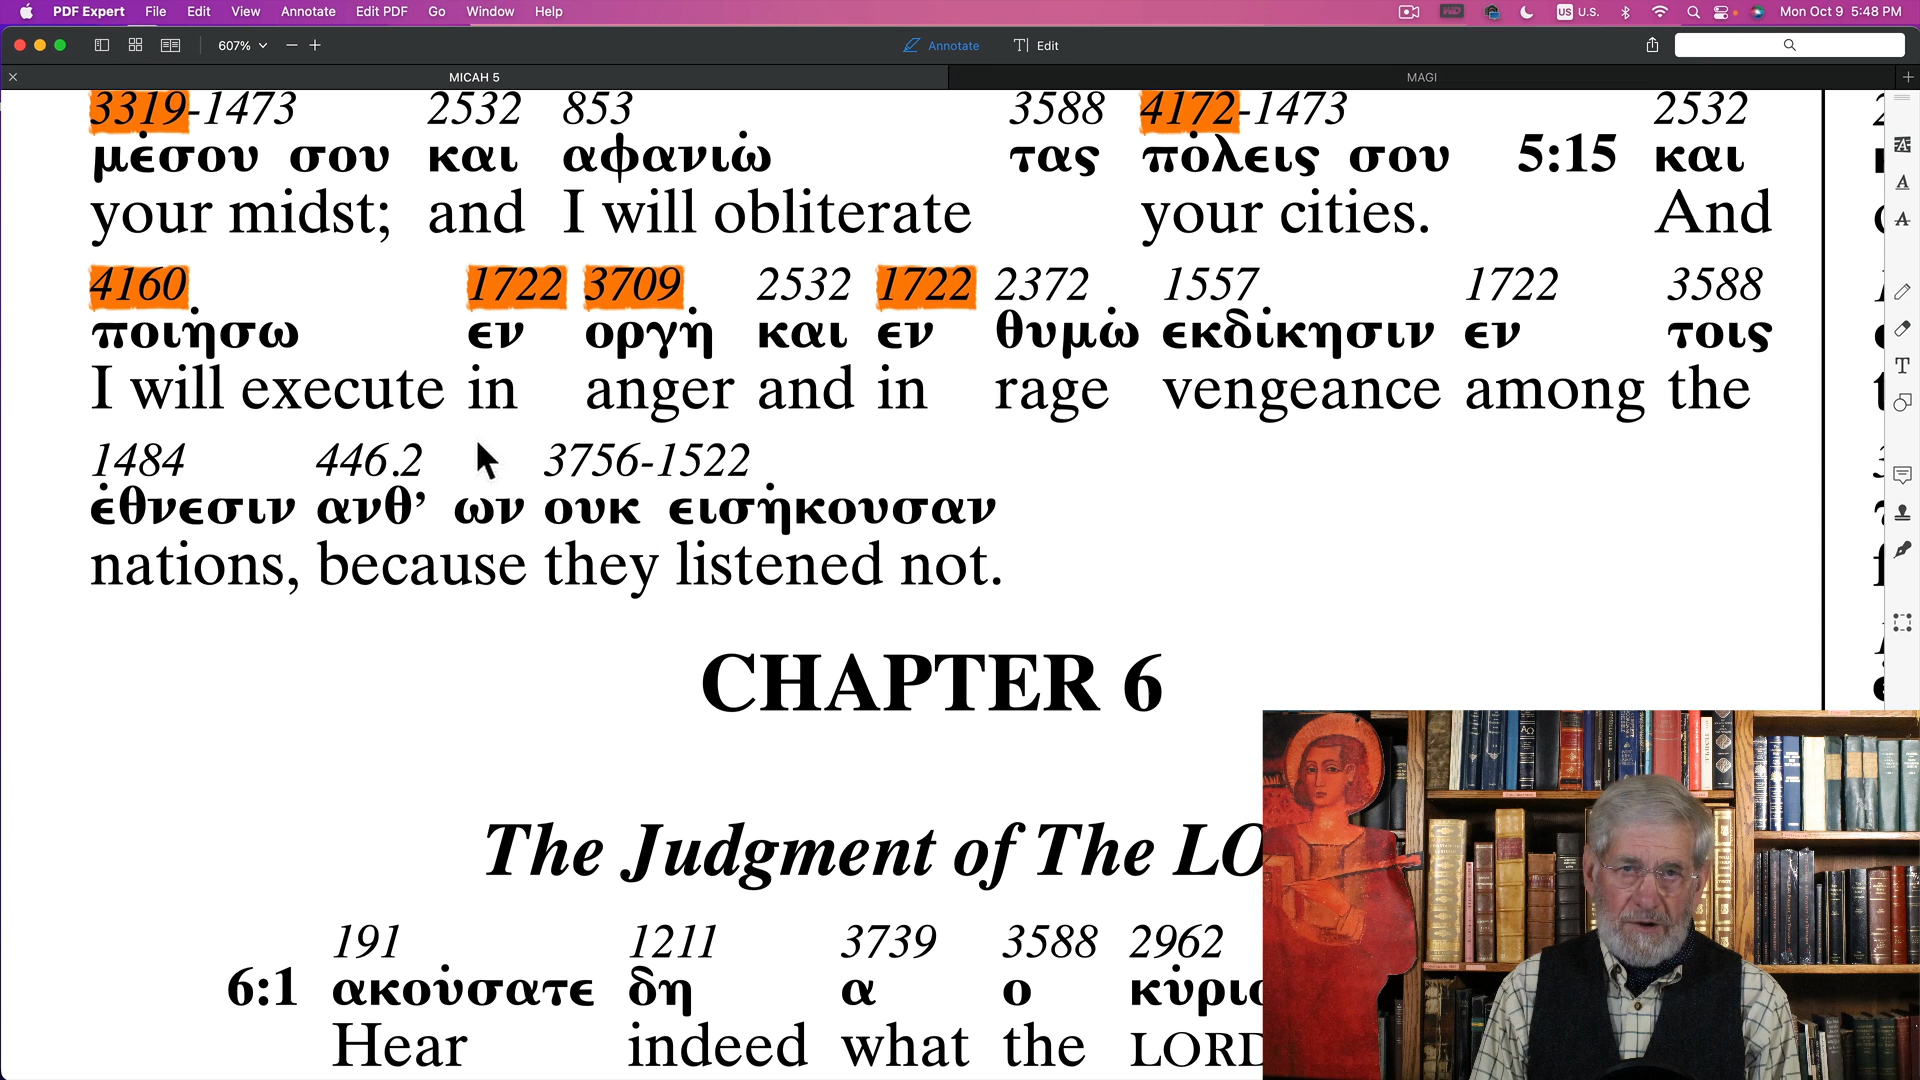 PDF Expert File Edit View Annotate Edit PDF Go Window Help US U.S. Mon Oct 9 5:48 PM
607% Annotate Edit
MICAH 5 MAGI
3319-1473 2532 853 3588 4172-1473 2532
μέσου σου και αφανιώ τας πόλεις σου 5:15 και
your midst; and I will obliterate your cities. And
4160 1722 3709 2532 1722 2372 1557 1722 3588
ποιήσω εν οργή και εν θυμώ εκδίκησιν εν τοις
I will execute in anger and in rage vengeance among the
1484 446.2 3756-1522
έθνεσιν ανθ’ ων ουκ εισήκουσαν
nations, because they listened not.
CHAPTER 6
The Judgment of The LO
191 1211 3739 3588 2962
6:1 ακούσατε δη α ο κύριο
Hear indeed what the LORD